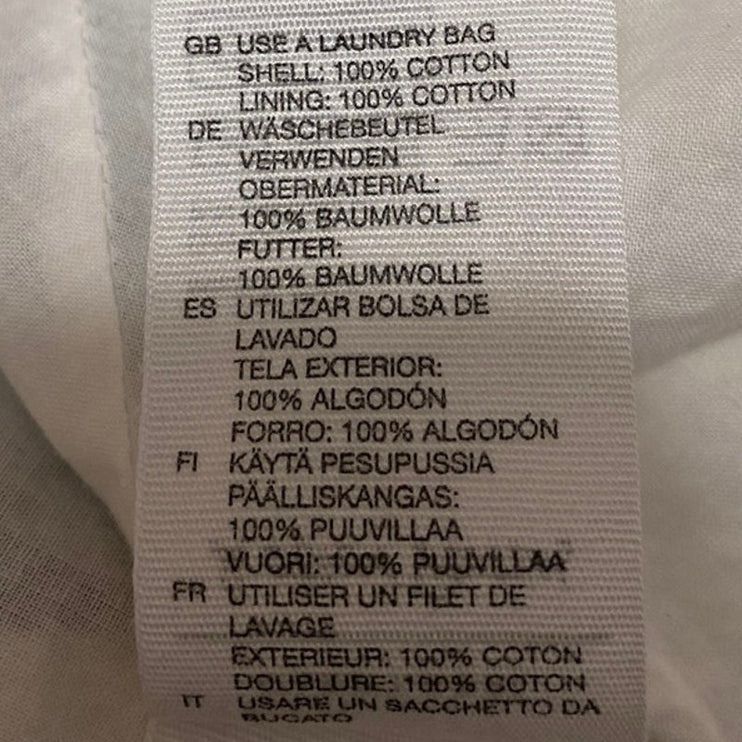 GB USE A LAUNDRY BAG
SHELL: 100% COTTON
LINING: 100% COTTON
DE WÄSCHEBEUTEL
VERWENDEN
OBERMATERIAL:
100% BAUMWOLLE
FUTTER:
100% BAUMWOLLE
ES UTILIZAR BOLSA DE
LAVADO
TELA EXTERIOR:
100% ALGODÓN
FORRO: 100% ALGODÓN
FI KÄYTÄ PESUPUSSIA
PÄÄLLISKANGAS:
100% PUUVILLAA
VUORI: 100% PUUVILLAA
FR UTILISER UN FILET DE
LAVAGE
EXTERIEUR: 100% COTON
DOUBLURE: 100% COTON
IT USARE UN SACCHETTO DA
BUCATO